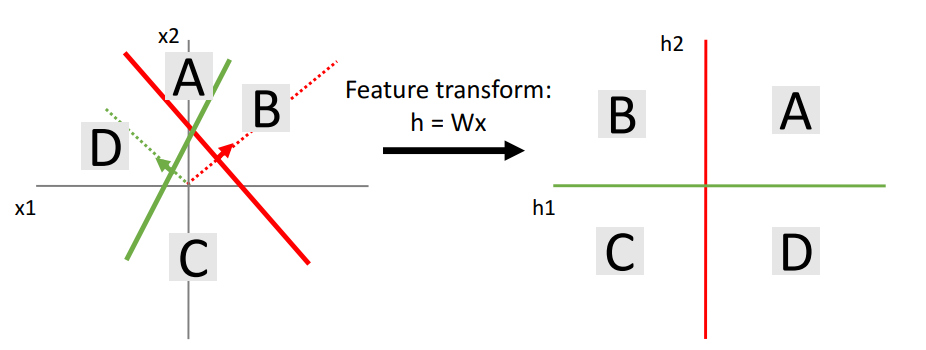 x2
A
B
D
x1
C
Feature transform:
h = Wx
h2
B
A
h1
C
D